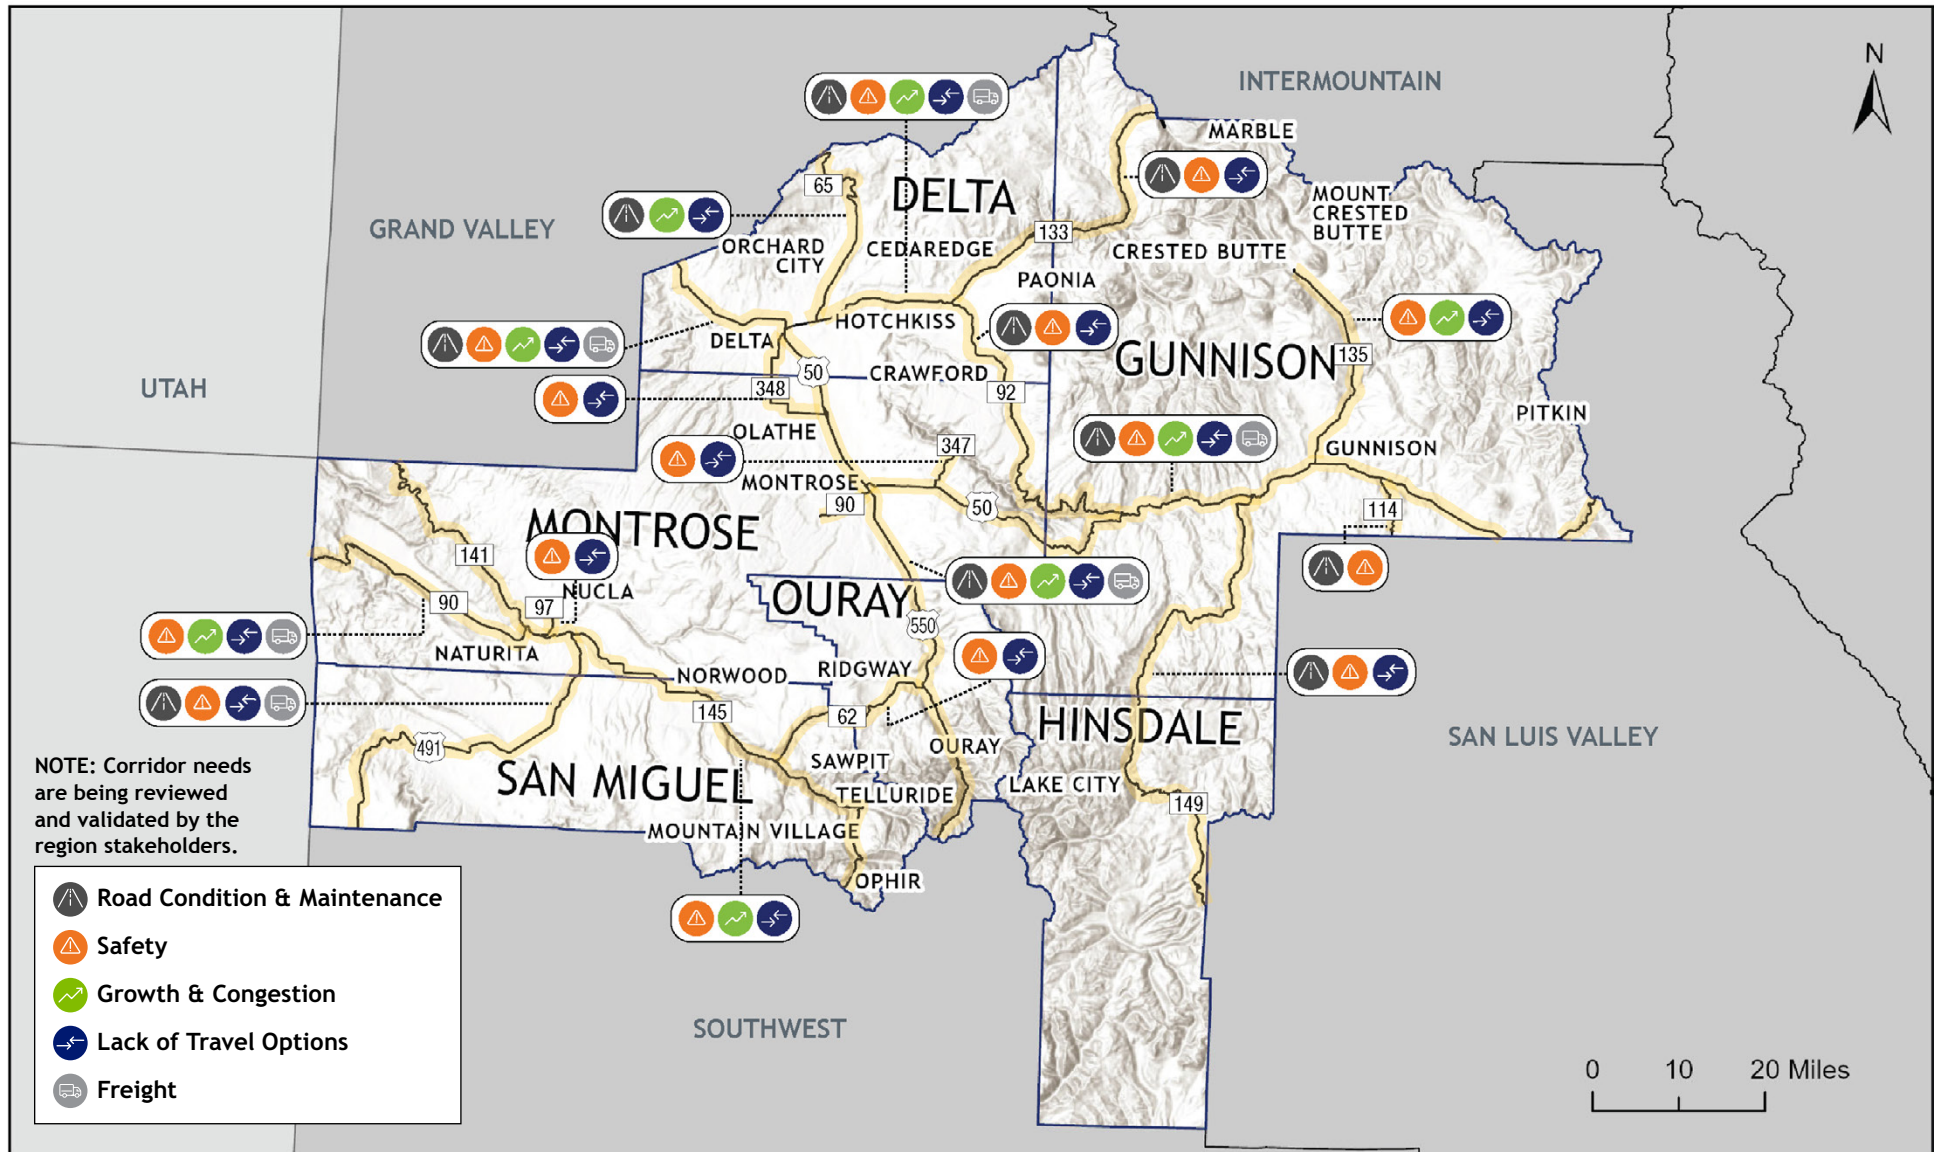 INTERMOUNTAIN
N
MARBLE
65
DELTA
MOUNT
CRESTED
BUTTE
GRAND VALLEY
ORCHARD
CITY
CEDAREDGE
133
CRESTED BUTTE
PAONIA
HOTCHKISS
DELTA
GUNNISON
135
UTAH
50
CRAWFORD
348
92
PITKIN
OLATHE
347
GUNNISON
MONTROSE
90
50
114
MONTROSE
141
NUCLA
OURAY
90
97
550
NATURITA
NORWOOD
RIDGWAY
145
62
HINSDALE
491
SAWPIT
OURAY
SAN LUIS VALLEY
SAN MIGUEL
TELLURIDE
LAKE CITY
149
MOUNTAIN VILLAGE
OPHIR
NOTE: Corridor needs
are being reviewed
and validated by the
region stakeholders.
Road Condition & Maintenance
Safety
Growth & Congestion
Lack of Travel Options
Freight
SOUTHWEST
0 10 20 Miles